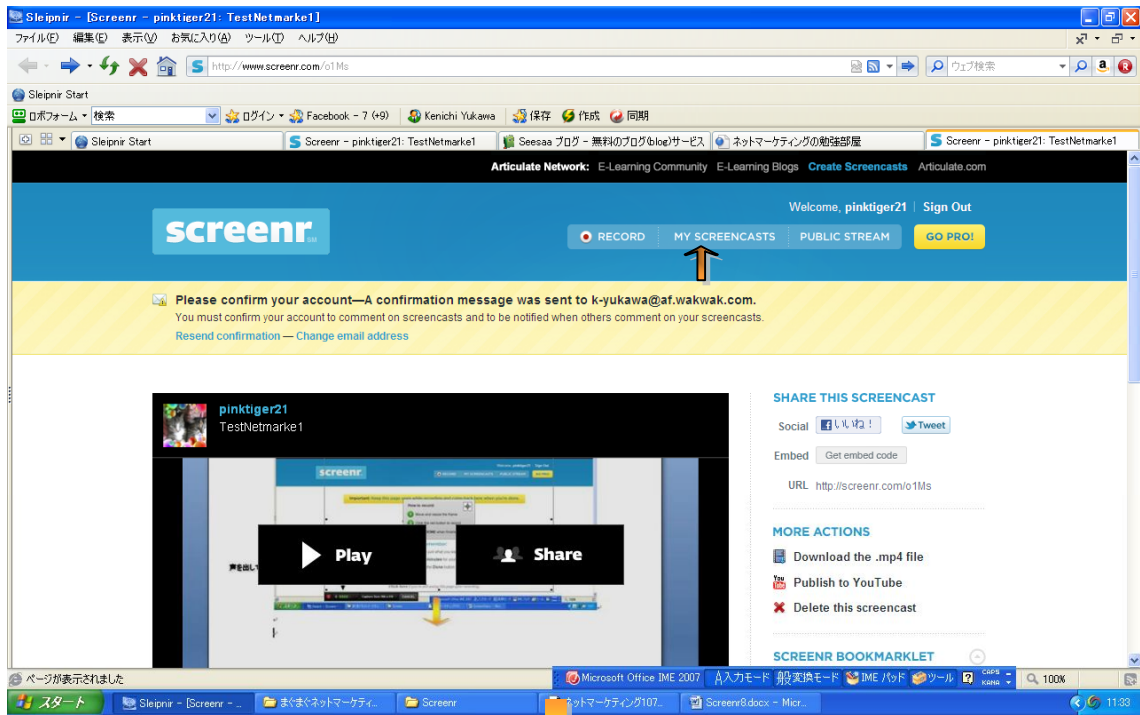 Sleipnir - [Screenr - pinktiger21: TestNetmarke1]
ファイル(F) 編集(E) 表示(V) お気に入り(A) ツール(T) ヘルプ(H)
http://www.screenr.com/o1Ms
ウェブ検索
Sleipnir Start
ロボフォーム 検索 ログイン Facebook - 7 (+9) Kenichi Yukawa 保存 作成 同期
Sleipnir Start Screenr - pinktiger21: TestNetmarke1 Seesaa ブログ - 無料のブログ(blog)サービス ネットマーケティングの勉強部屋 Screenr - pinktiger21: TestNetmarke1
Articulate Network: E-Learning Community E-Learning Blogs Create Screencasts Articulate.com
Welcome, pinktiger21 | Sign Out
screenr
RECORD MY SCREENCASTS PUBLIC STREAM GO PRO!
Please confirm your account—A confirmation message was sent to k-yukawa@af.wakwak.com.
You must confirm your account to comment on screencasts and to be notified when others comment on your screencasts.
Resend confirmation — Change email address
pinktiger21
TestNetmarke1
screenr
声を出し
Play
Share
SHARE THIS SCREENCAST
Social いいね! Tweet
Embed Get embed code
URL http://screenr.com/o1Ms
MORE ACTIONS
Download the .mp4 file
You Tube Publish to YouTube
Delete this screencast
SCREENR BOOKMARKLET
ページが表示されました
Microsoft Office IME 2007 A入力モード 般変換モード IME パッド ツール CAPS KANA
100%
スタート Sleipnir - [Screenr - ... まぐまぐネットマーケティ... Screenr ネットマーケティング107... Screenr8.docx - Micr... 11:33